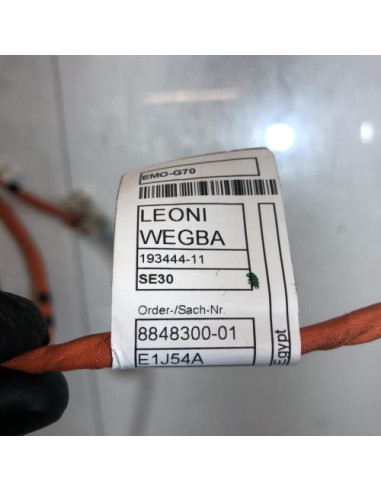 EMO-G70
LEONI
WEGBA
193444-11
SE30
Order-/Sach-Nr.
8848300-01
E1J54A
Egypt